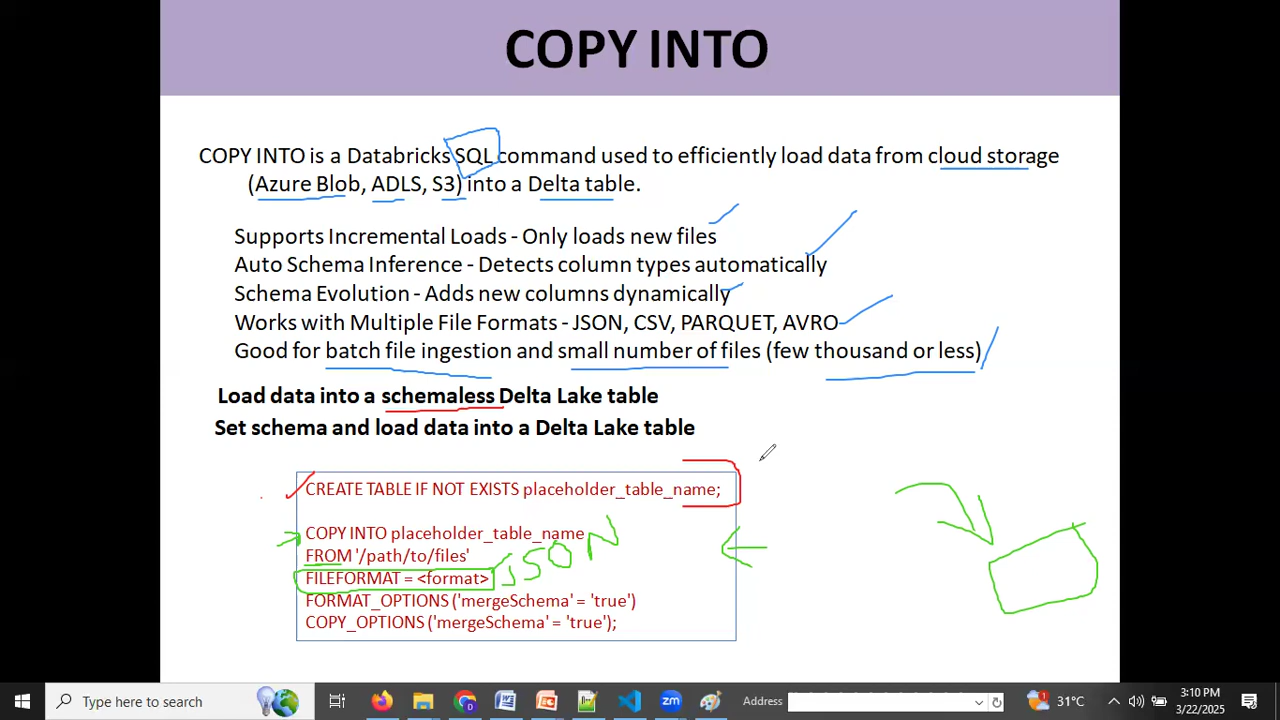 COPY INTO
COPY INTO is a Databricks SQL command used to efficiently load data from cloud storage
(Azure Blob, ADLS, S3) into a Delta table.
Supports Incremental Loads - Only loads new files
Auto Schema Inference - Detects column types automatically
Schema Evolution - Adds new columns dynamically
Works with Multiple File Formats - JSON, CSV, PARQUET, AVRO
Good for batch file ingestion and small number of files (few thousand or less)
Load data into a schemaless Delta Lake table
Set schema and load data into a Delta Lake table
CREATE TABLE IF NOT EXISTS placeholder_table_name;
COPY INTO placeholder_table_name
FROM '/path/to/files'
FILEFORMAT = <format> JSON
FORMAT_OPTIONS ('mergeSchema' = 'true')
COPY_OPTIONS ('mergeSchema' = 'true');
Type here to search
Address
31°C
3:10 PM
3/22/2025